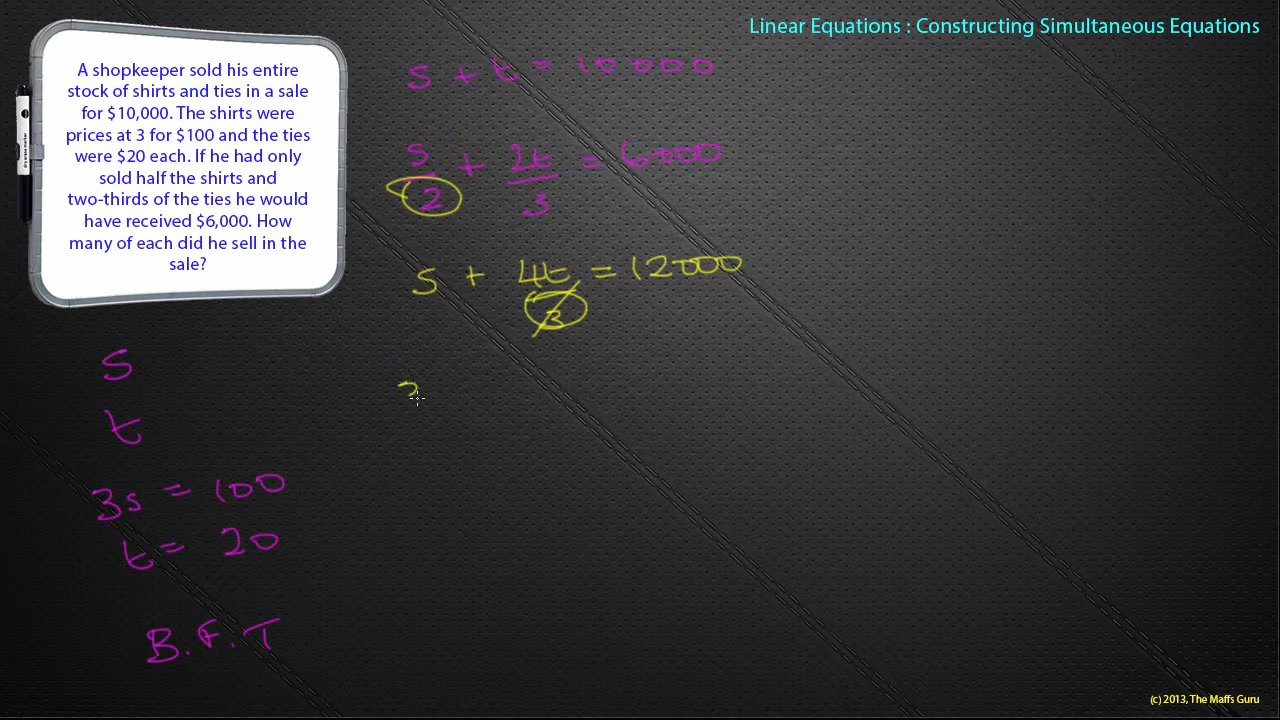 Linear Equations : Constructing Simultaneous Equations
A shopkeeper sold his entire
stock of shirts and ties in a sale
for $10,000. The shirts were
prices at 3 for $100 and the ties
were $20 each. If he had only
sold half the shirts and
two-thirds of the ties he would
have received $6,000. How
many of each did he sell in the
sale?
s + t = 10000
s/2 + 2t/3 = 6000
s + 4t/3 = 12000
s
t
3s = 100
t = 20
B.F.T
(c) 2013, The Maffs Guru